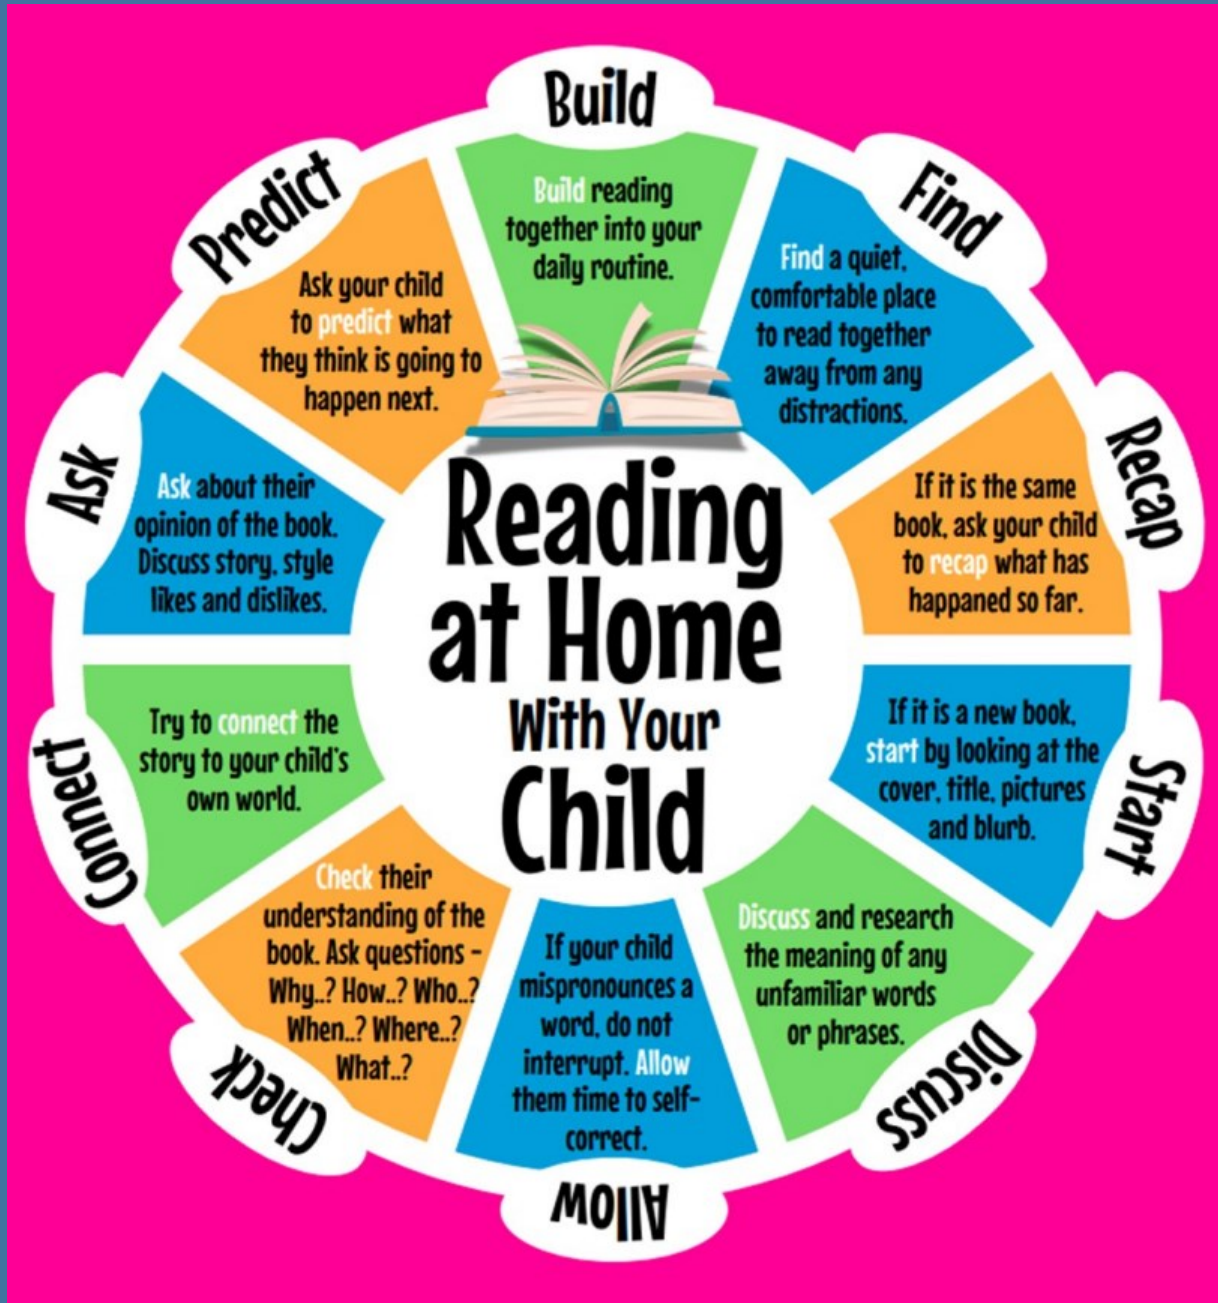 Reading
at Home
With Your
Child
Build
Build reading
together into your
daily routine.
Find
Find a quiet,
comfortable place
to read together
away from any
distractions.
Recap
If it is the same
book, ask your child
to recap what has
happaned so far.
Start
If it is a new book,
start by looking at the
cover, title, pictures
and blurb.
Discuss
Discuss and research
the meaning of any
unfamiliar words
or phrases.
Allow
If your child
mispronounces a
word, do not
interrupt. Allow
them time to self-
correct.
Check
Check their
understanding of the
book. Ask questions -
Why..? How..? Who..?
When..? Where..?
What..?
Connect
Try to connect the
story to your child's
own world.
Ask
Ask about their
opinion of the book.
Discuss story, style
likes and dislikes.
Predict
Ask your child
to predict what
they think is going to
happen next.